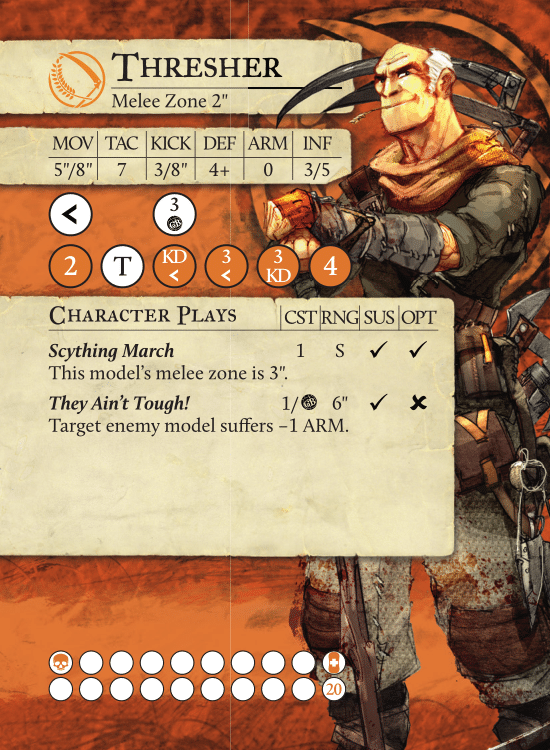 THRESHER
Melee Zone 2"
MOV TAC KICK DEF ARM INF
5"/8" 7 3/8" 4+ 0 3/5
< 3 GB
2 T KD < 3 < 3 KD 4
CHARACTER PLAYS CST RNG SUS OPT
Scything March 1 S ✓ ✓
This model's melee zone is 3".
They Ain't Tough! 1/GB 6" ✓ ✗
Target enemy model suffers –1 ARM.
20